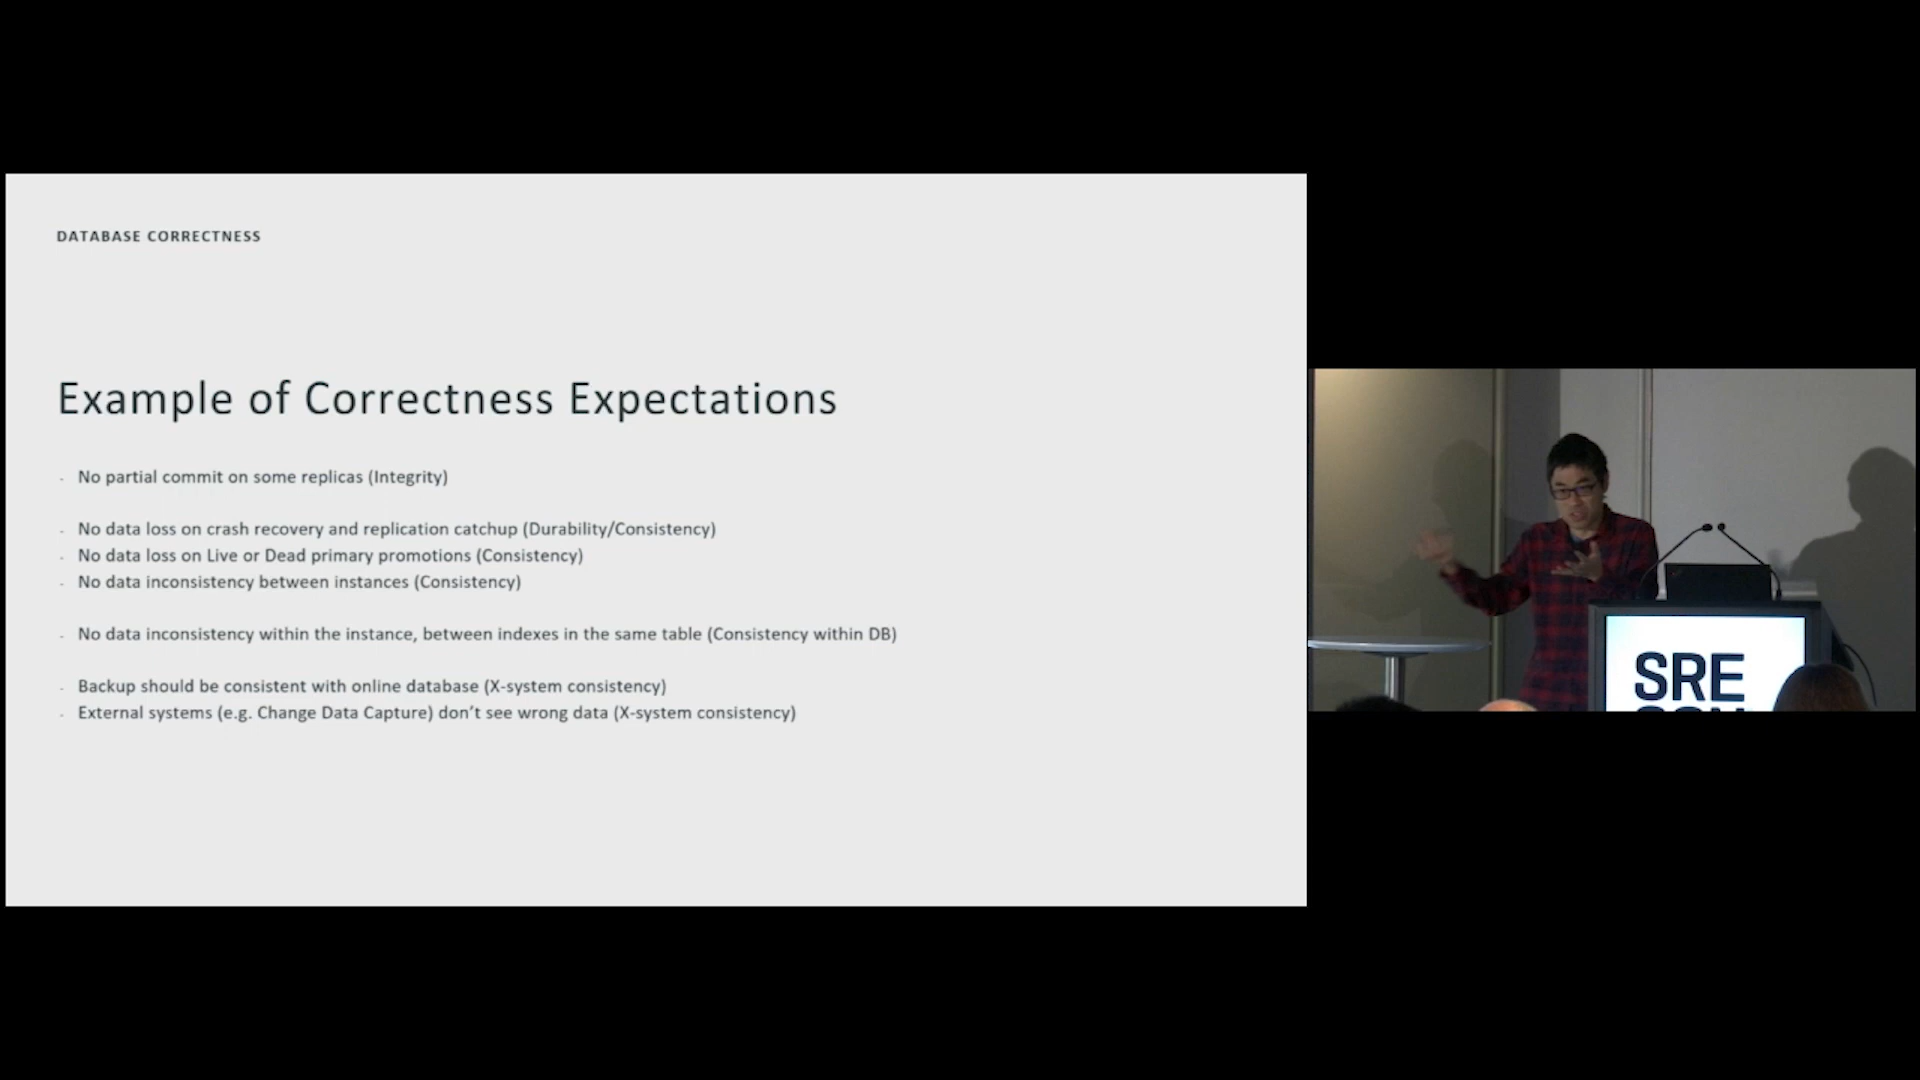 DATABASE CORRECTNESS
Example of Correctness Expectations
- No partial commit on some replicas (Integrity)
- No data loss on crash recovery and replication catchup (Durability/Consistency)
- No data loss on Live or Dead primary promotions (Consistency)
- No data inconsistency between instances (Consistency)
- No data inconsistency within the instance, between indexes in the same table (Consistency within DB)
- Backup should be consistent with online database (X-system consistency)
- External systems (e.g. Change Data Capture) don’t see wrong data (X-system consistency)
SRE